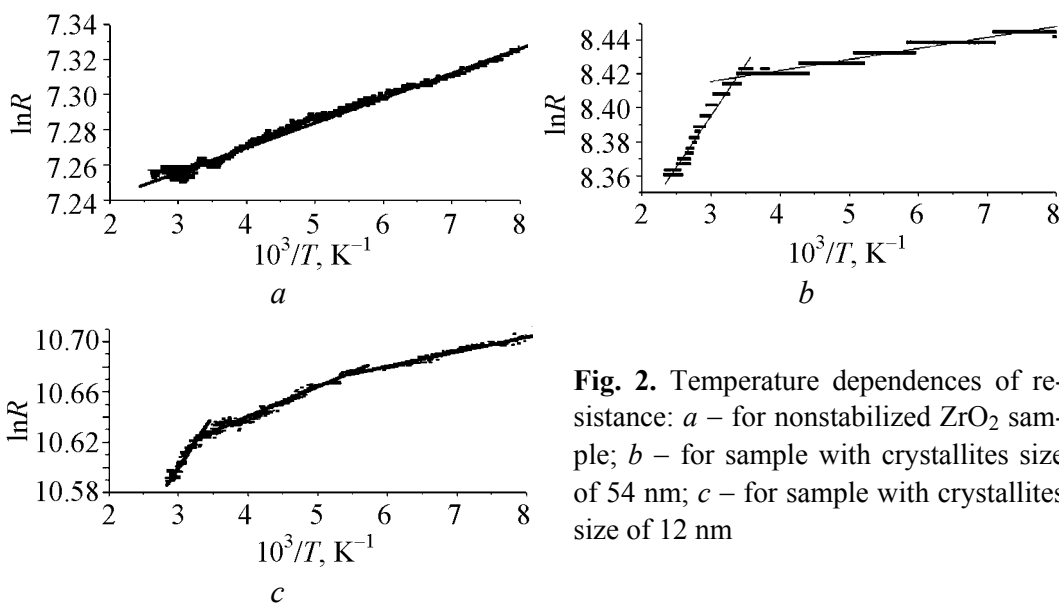 7.32
7.30
7.28
7.26
7.24
lnR
2 3 4 5 6 7 8
10³/T, K⁻¹
a
8.44
8.42
8.40
8.38
8.36
lnR
2 3 4 5 6 7 8
10³/T, K⁻¹
b
10.70
10.66
10.62
10.58
lnR
2 3 4 5 6 7 8
10³/T, K⁻¹
c
Fig. 2. Temperature dependences of re-
sistance: a – for nonstabilized ZrO₂ sam-
ple; b – for sample with crystallites size
of 54 nm; c – for sample with crystallites
size of 12 nm